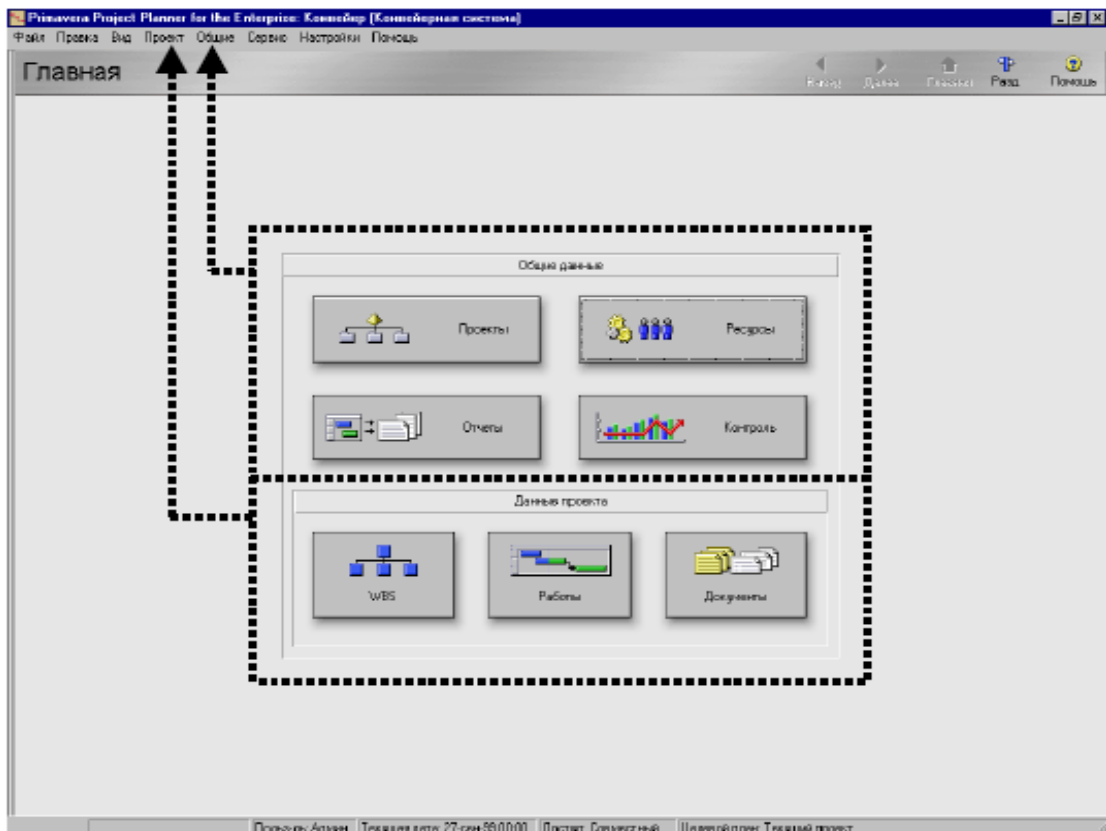 Primavera Project Planner for the Enterprise: Конвейер (Конвейерная система)
Файл Правка Вид Проект Общие Сервис Настройки Помощь
Главная
Назад Далее Главная Разд. Помощь
Общие данные
Проекты Ресурсы
Отчеты Контроль
Данные проекта
WBS Работы Документы
Текущая дата: 27-сен-99 00:00 Доступ: Совместный Целевой план: Текущий проект